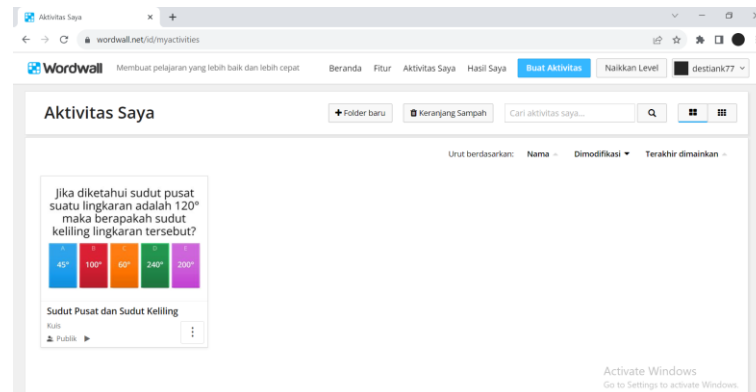 Aktivitas Saya
wordwall.net/id/myactivities
Wordwall Membuat pelajaran yang lebih baik dan lebih cepat Beranda Fitur Aktivitas Saya Hasil Saya Buat Aktivitas Naikkan Level destiank77
Aktivitas Saya + Folder baru Keranjang Sampah Cari aktivitas saya...
Urut berdasarkan: Nama Dimodifikasi Terakhir dimainkan
Jika diketahui sudut pusat
suatu lingkaran adalah 120°
maka berapakah sudut
keliling lingkaran tersebut?
A B C D E
45° 100° 60° 240° 200°
Sudut Pusat dan Sudut Keliling
Kuis
Publik
Activate Windows
Go to Settings to activate Windows.